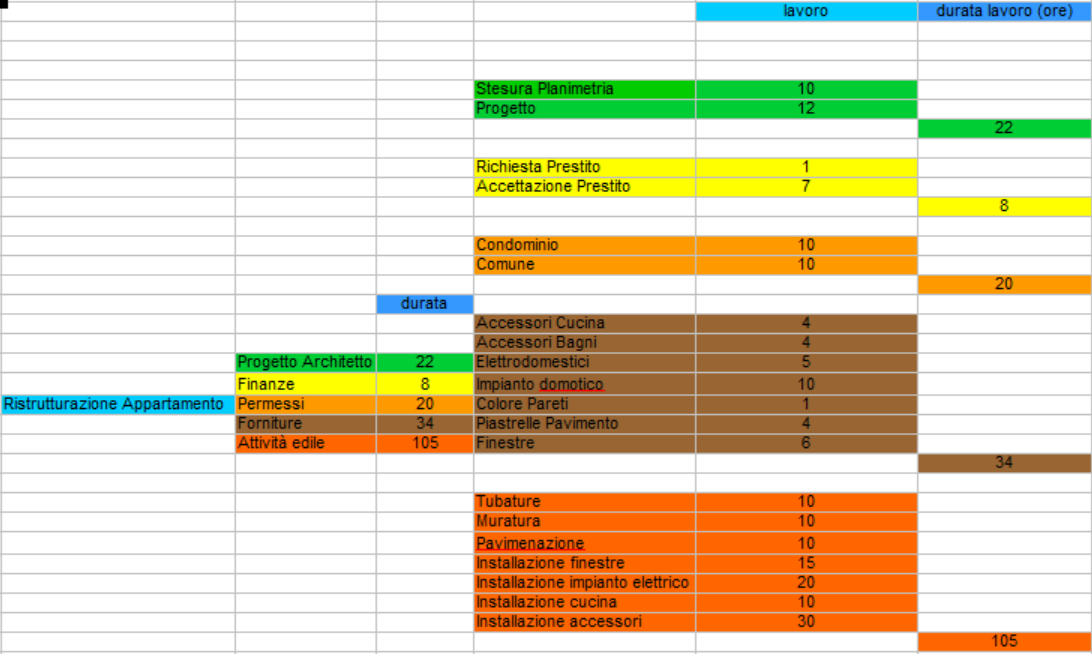 lavoro durata lavoro (ore)
Stesura Planimetria 10
Progetto 12
22
Richiesta Prestito 1
Accettazione Prestito 7
8
Condominio 10
Comune 10
20
durata
Accessori Cucina 4
Accessori Bagni 4
Progetto Architetto 22 Elettrodomestici 5
Finanze 8 Impianto domotico 10
Ristrutturazione Appartamento Permessi 20 Colore Pareti 1
Forniture 34 Piastrelle Pavimento 4
Attività edile 105 Finestre 6
34
Tubature 10
Muratura 10
Pavimenazione 10
Installazione finestre 15
Installazione impianto elettrico 20
Installazione cucina 10
Installazione accessori 30
105